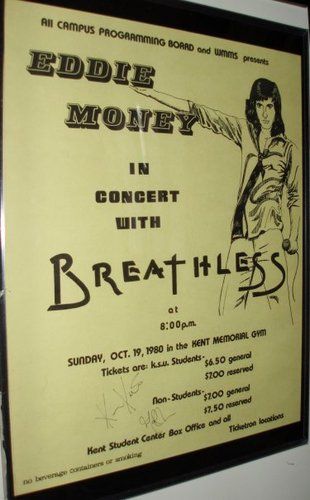 All CAMPUS PROGRAMMING BOARD and WMMS presents
EDDIE
MONEY
IN
CONCERT
WITH
BREATHLESS
at
8:00p.m.
SUNDAY, OCT. 19, 1980 in the KENT MEMORIAL GYM
Tickets are: k.s.u. Students- $6.50 general
$7.00 reserved
Non-Students- $7.00 general
$7.50 reserved
Kent Student Center Box Office and all Ticketron locations
no beverage containers or smoking